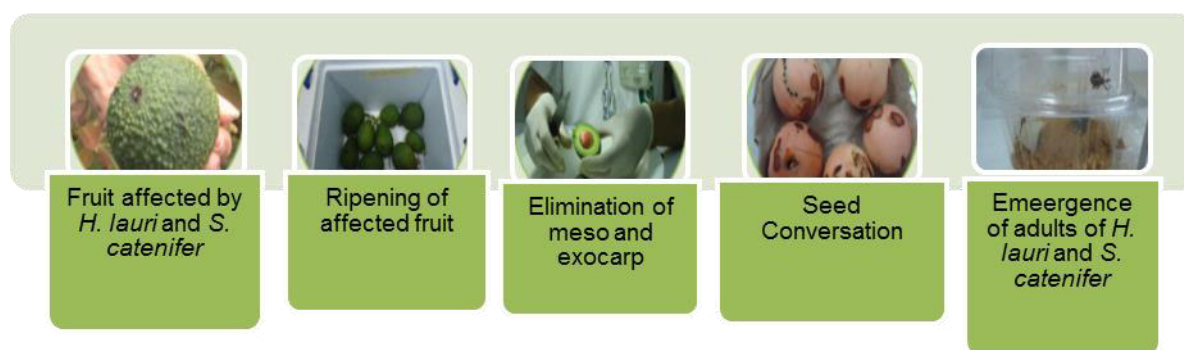 Fruit affected by
H. lauri and S.
catenifer
Ripening of
affected fruit
Elimination of
meso and
exocarp
Seed
Conversation
Emeergence
of adults of H.
lauri and S.
catenifer